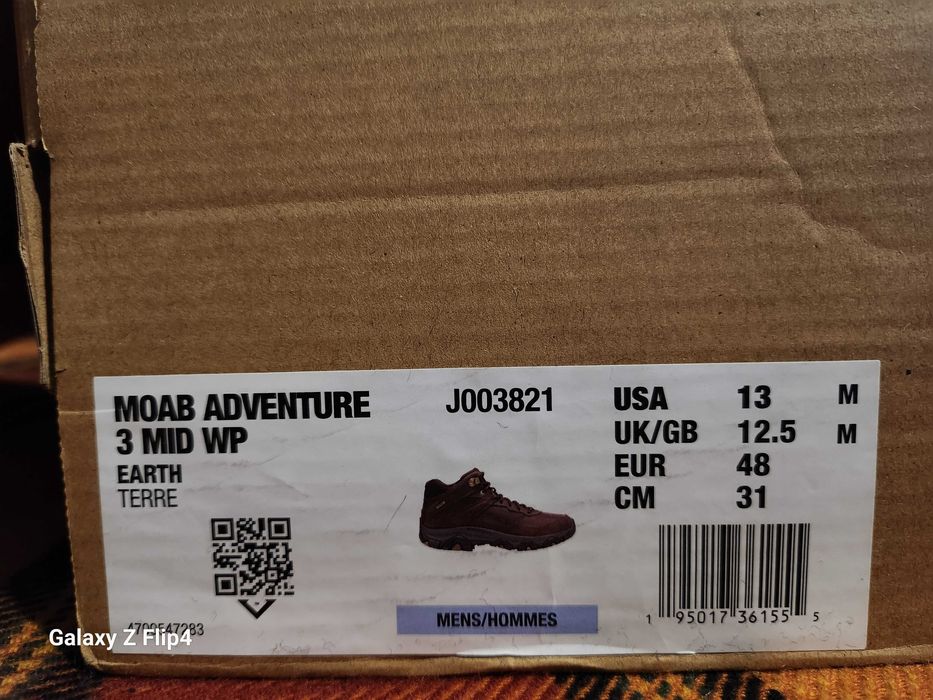 MOAB ADVENTURE
3 MID WP
EARTH
TERRE
J003821
USA 13 M
UK/GB 12.5 M
EUR 48
CM 31
MENS/HOMMES
1 95017 36155 5
Galaxy Z Flip4